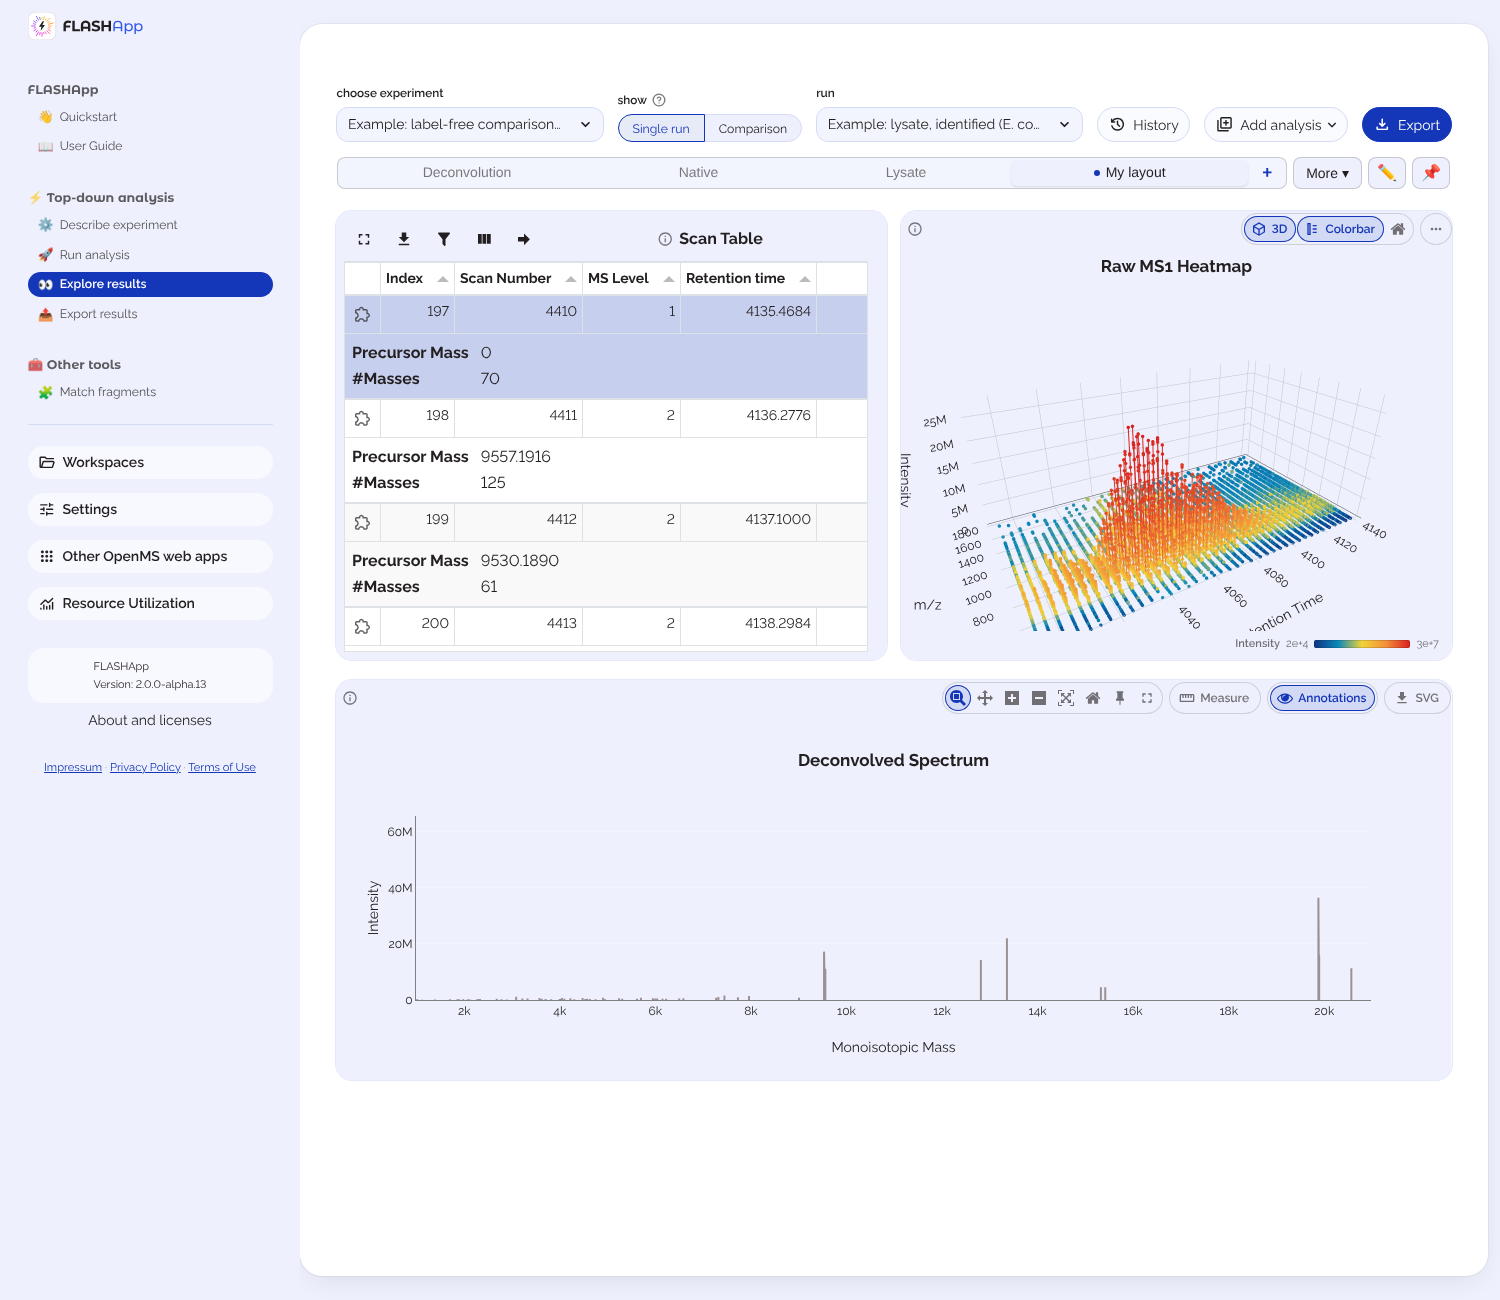 FLASHApp
FLASHApp
Quickstart
User Guide
Top-down analysis
Describe experiment
Run analysis
Explore results
Export results
Other tools
Match fragments
Workspaces
Settings
Other OpenMS web apps
Resource Utilization
FLASHApp
Version: 2.0.0-alpha.13
About and licenses
Impressum · Privacy Policy · Terms of Use
choose experiment
Example: label-free comparison...
show
Single run Comparison
run
Example: lysate, identified (E. co...
History
Add analysis
Export
Deconvolution Native Lysate My layout + More ▾
Scan Table
Index Scan Number MS Level Retention time
197 4410 1 4135.4684
Precursor Mass 0
#Masses 70
198 4411 2 4136.2776
Precursor Mass 9557.1916
#Masses 125
199 4412 2 4137.1000
Precursor Mass 9530.1890
#Masses 61
200 4413 2 4138.2984
3D Colorbar
Raw MS1 Heatmap
25M
20M
15M
10M
5M
0
Intensity
1800
1600
1400
1200
1000
800
m/z
4140
4120
4100
4080
4060
4040
tention Time
Intensity 2e+4 3e+7
Measure Annotations SVG
Deconvolved Spectrum
60M
40M
20M
0
Intensity
2k 4k 6k 8k 10k 12k 14k 16k 18k 20k
Monoisotopic Mass